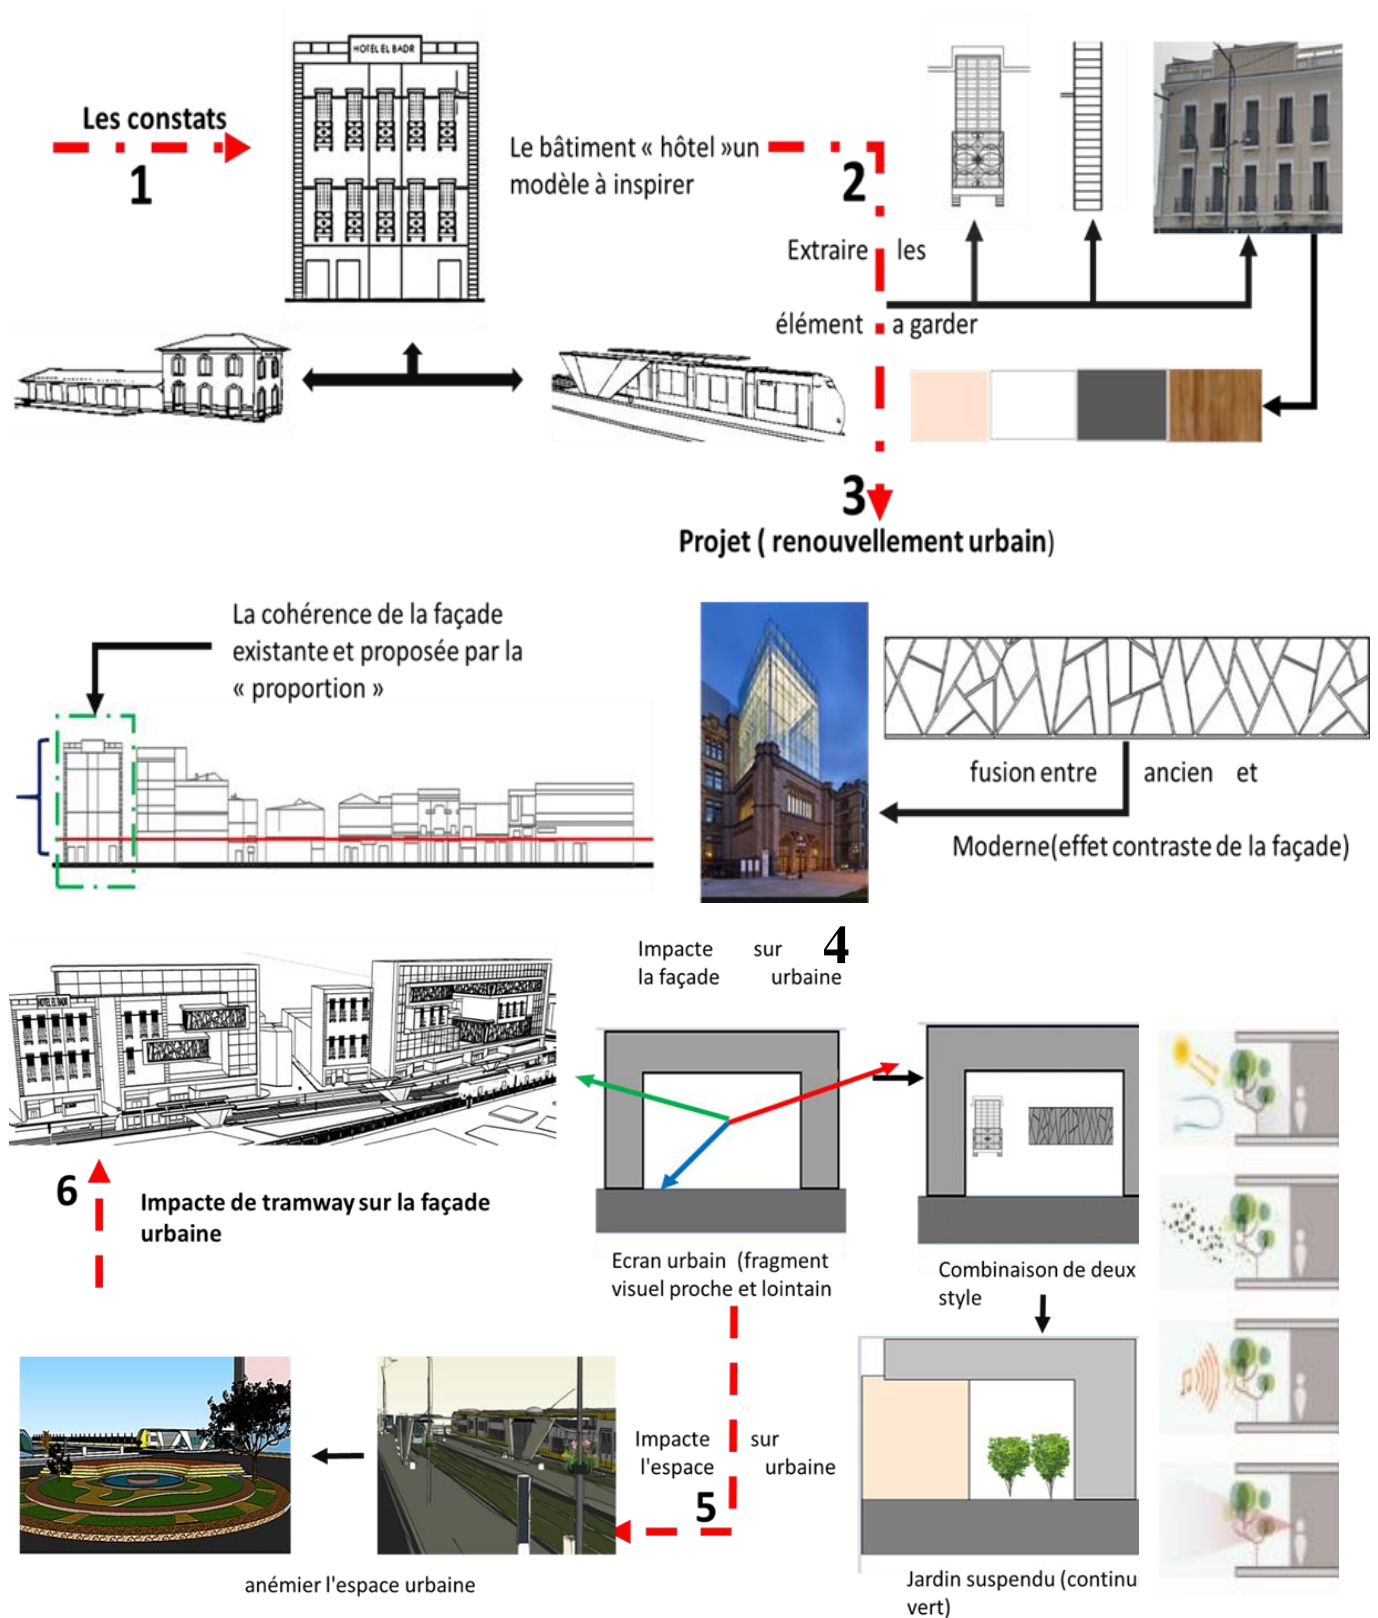 HOTEL EL BADR
Les constats
1
Le bâtiment « hôtel »un
modèle à inspirer
2
Extraire les
élément a garder
3
Projet ( renouvellement urbain)
La cohérence de la façade
existante et proposée par la
« proportion »
fusion entre ancien et
Moderne(effet contraste de la façade)
Impacte sur
la façade urbaine
4
HOTEL EL BADR
6
Impacte de tramway sur la façade
urbaine
Ecran urbain (fragment
visuel proche et lointain
Combinaison de deux
style
Impacte sur
l'espace urbaine
5
anémier l'espace urbaine
Jardin suspendu (continu
vert)